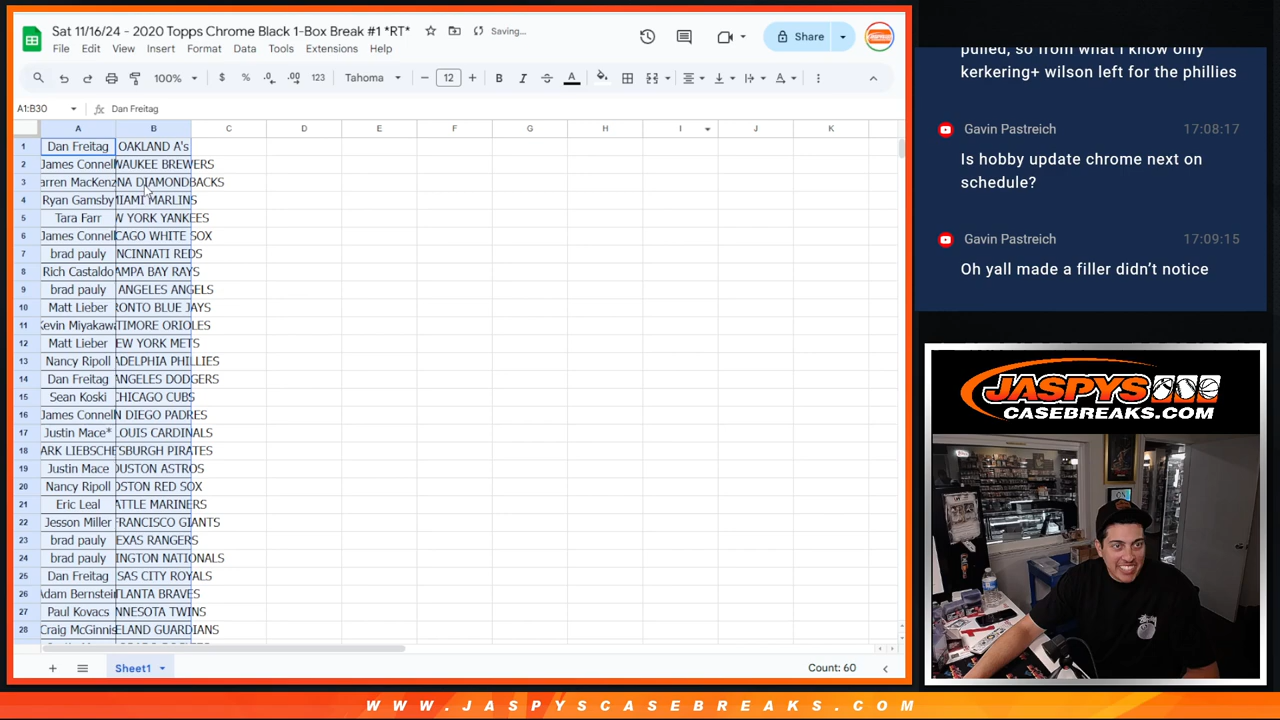 Sat 11/16/24 - 2020 Topps Chrome Black 1-Box Break #1 *RT*
Saving...
File Edit View Insert Format Data Tools Extensions Help
Share
100% $ % .0 .00 123 Tahoma 12 B I S A
A1:B30 fx Dan Freitag
A B C D E F G H I J K
1 Dan Freitag OAKLAND A's
2 James Connell WAUKEE BREWERS
3 arren MacKenz NA DIAMONDBACKS
4 Ryan Gamsby MIAMI MARLINS
5 Tara Farr W YORK YANKEES
6 James Connell CAGO WHITE SOX
7 brad pauly NCINNATI REDS
8 Rich Castaldo AMPA BAY RAYS
9 brad pauly ANGELES ANGELS
10 Matt Lieber RONTO BLUE JAYS
11 Kevin Miyakawa TIMORE ORIOLES
12 Matt Lieber EW YORK METS
13 Nancy Ripoll ADELPHIA PHILLIES
14 Dan Freitag ANGELES DODGERS
15 Sean Koski CHICAGO CUBS
16 James Connell N DIEGO PADRES
17 Justin Mace* LOUIS CARDINALS
18 ARK LIEBSCHE SBURGH PIRATES
19 Justin Mace OUSTON ASTROS
20 Nancy Ripoll OSTON RED SOX
21 Eric Leal ATTLE MARINERS
22 Jesson Miller FRANCISCO GIANTS
23 brad pauly EXAS RANGERS
24 brad pauly INGTON NATIONALS
25 Dan Freitag SAS CITY ROYALS
26 Adam Bernstein TLANTA BRAVES
27 Paul Kovacs NNESOTA TWINS
28 Craig McGinnis ELAND GUARDIANS
Sheet1
Count: 60
pulled, so from what i know only
kerkering+ wilson left for the phillies
Gavin Pastreich 17:08:17
Is hobby update chrome next on
schedule?
Gavin Pastreich 17:09:15
Oh yall made a filler didn't notice
JASPYS
CASEBREAKS.COM
WWW.JASPYSCASEBREAKS.COM